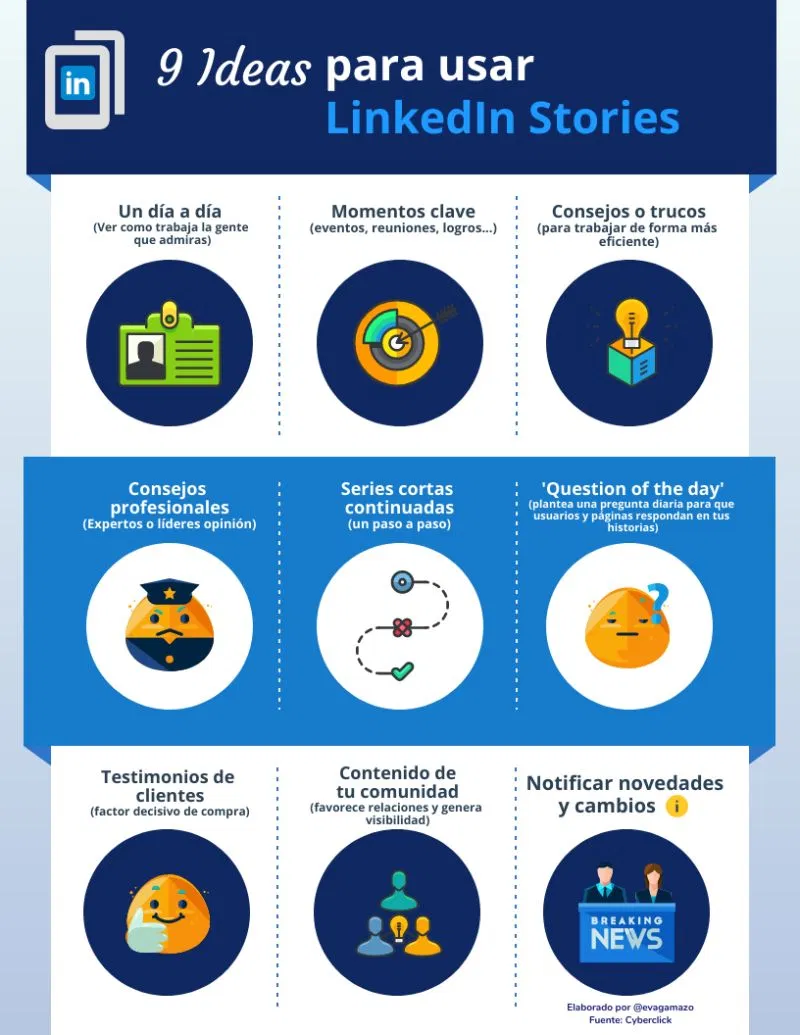 in
9 Ideas para usar
LinkedIn Stories
Un día a día
(Ver como trabaja la gente
que admiras)
Momentos clave
(eventos, reuniones, logros...)
Consejos o trucos
(para trabajar de forma más
eficiente)
Consejos
profesionales
(Expertos o líderes opinión)
Series cortas
continuadas
(un paso a paso)
'Question of the day'
(plantea una pregunta diaria para que
usuarios y páginas respondan en tus
historias)
?
Testimonios de
clientes
(factor decisivo de compra)
Contenido de
tu comunidad
(favorece relaciones y genera
visibilidad)
Notificar novedades
y cambios i
BREAKING
NEWS
Elaborado por @evagamazo
Fuente: Cyberclick